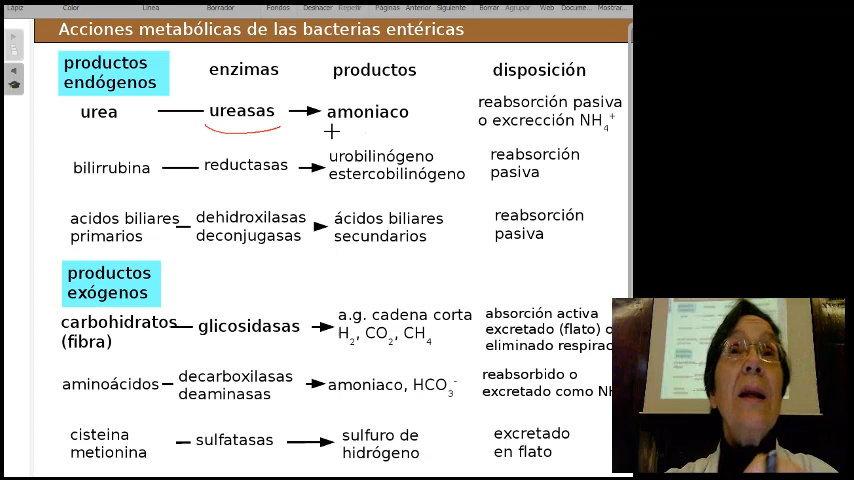 Lápiz Color Línea Borrador Fondos Deshacer Repetir Páginas Anterior Siguiente Borrar Agrupar Web Docume... Mostrar...
Acciones metabólicas de las bacterias entéricas
productos
endógenos
enzimas
productos
disposición
urea
ureasas
amoniaco
reabsorción pasiva
o excrección NH4+
bilirrubina
reductasas
urobilinógeno
estercobilinógeno
reabsorción
pasiva
acidos biliares
primarios
dehidroxilasas
deconjugasas
ácidos biliares
secundarios
reabsorción
pasiva
productos
exógenos
carbohidratos
(fibra)
glicosidasas
a.g. cadena corta
H2, CO2, CH4
absorción activa
excretado (flato) o
eliminado respirac
aminoácidos
decarboxilasas
deaminasas
amoniaco, HCO3-
reabsorbido o
excretado como NH
cisteina
metionina
sulfatasas
sulfuro de
hidrógeno
excretado
en flato